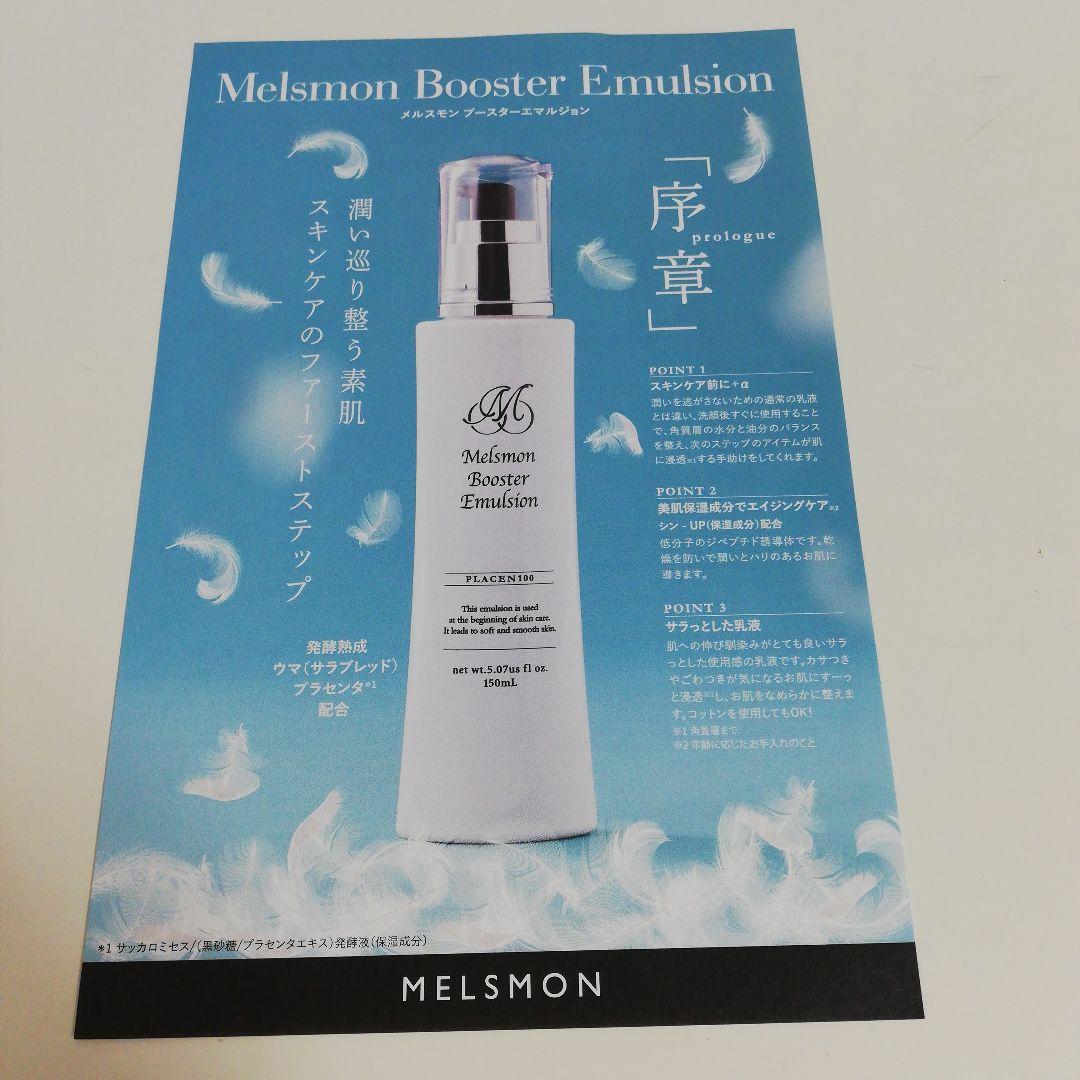 Melsmon Booster Emulsion
メルスモン ブースターエマルジョン
「序章」
prologue
潤い巡り整う素肌
スキンケアのファーストステップ
M
Melsmon
Booster
Emulsion
PLACEN100
This emulsion is used
at the beginning of skin care.
It leads to soft and smooth skin.
net wt.5.07us fl oz.
150mL
発酵熟成
ウマ(サラブレッド)
プラセンタ※1
配合
POINT 1
スキンケア前に+α
潤いを逃がさないための通常の乳液
とは違い、洗顔後すぐに使用すること
で、角質層の水分と油分のバランス
を整え、次のステップのアイテムが肌
に浸透※1する手助けをしてくれます。
POINT 2
美肌保湿成分でエイジングケア※2
シン - UP(保湿成分)配合
低分子のジペプチド誘導体です。乾
燥を防いで潤いとハリのあるお肌に
導きます。
POINT 3
サラっとした乳液
肌への伸び馴染みがとても良いサラ
っとした使用感の乳液です。カサつき
やごわつきが気になるお肌にすーっ
と浸透※1し、お肌をなめらかに整えま
す。コットンを使用してもOK!
※1 角質層まで
※2 年齢に応じたお手入れのこと
*1 サッカロミセス/(黒砂糖/プラセンタエキス)発酵液(保湿成分)
MELSMON